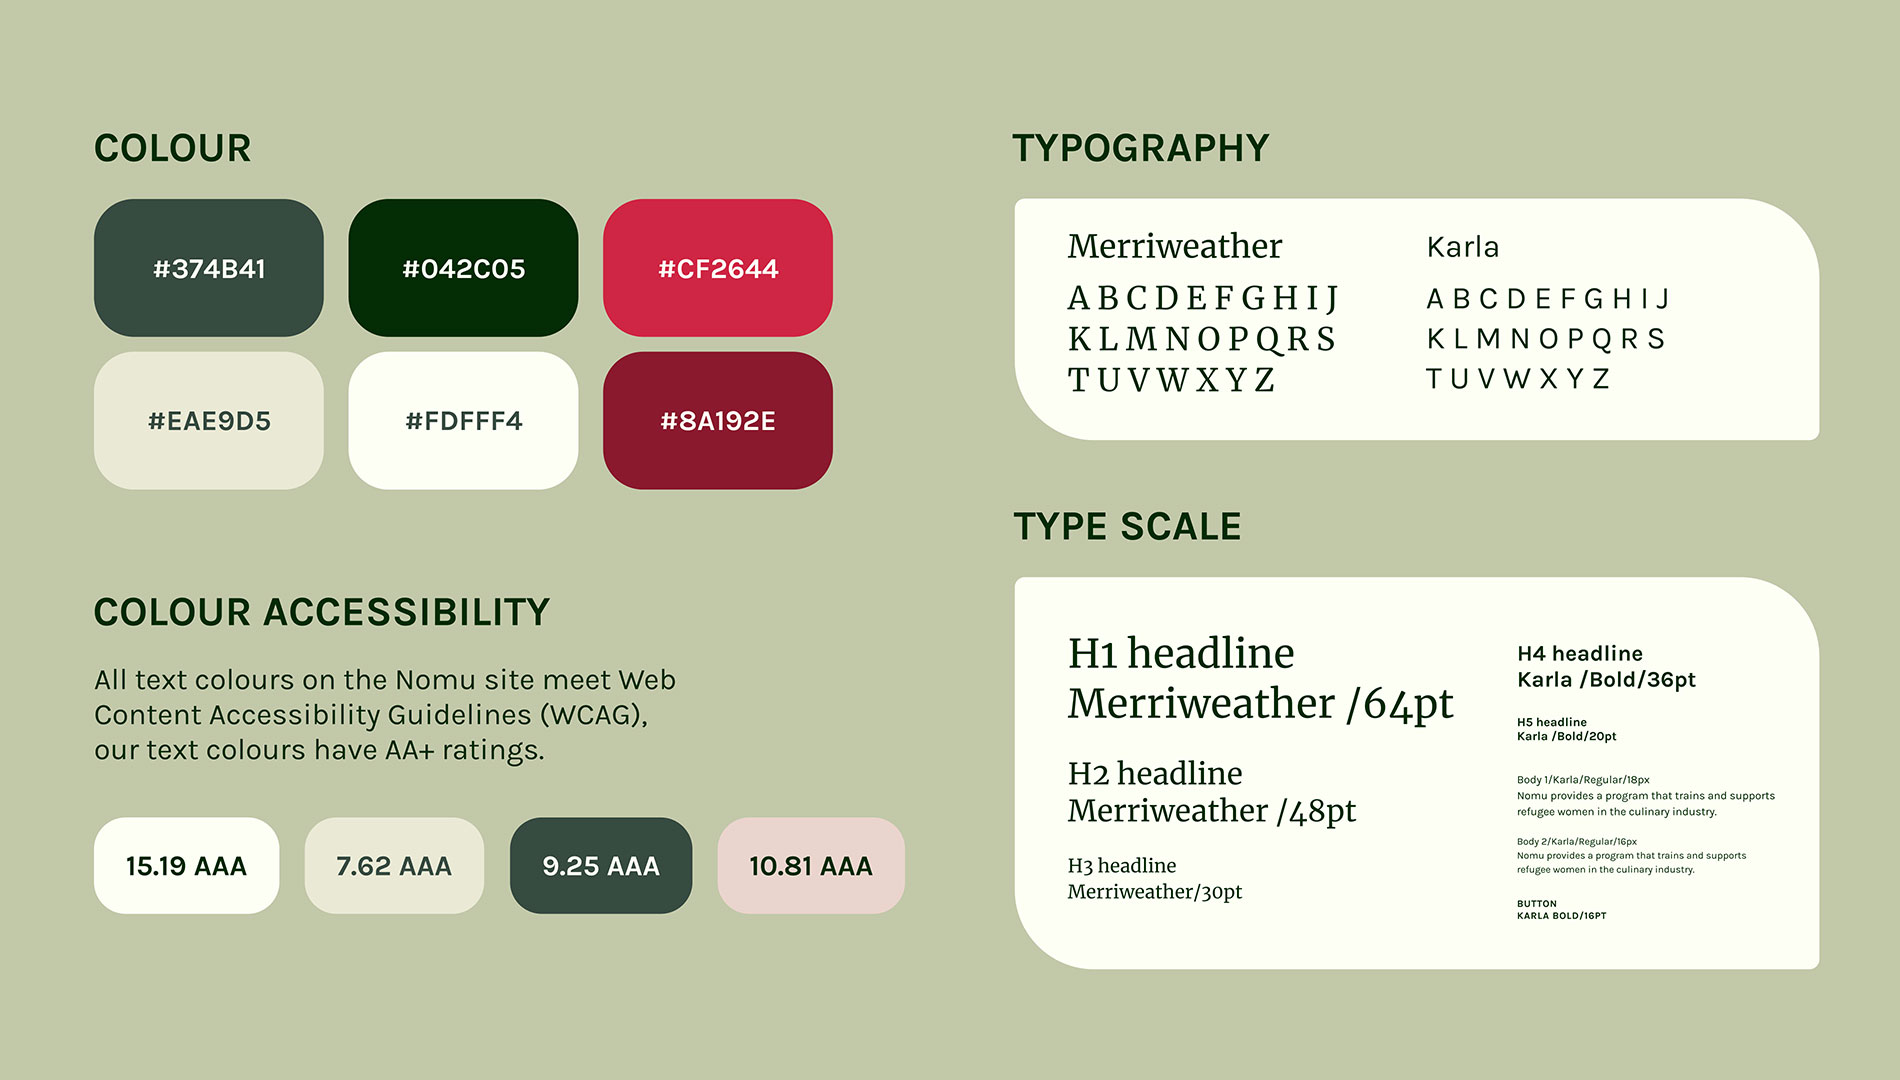 COLOUR
#374B41
#042C05
#CF2644
#EAE9D5
#FDFFF4
#8A192E
COLOUR ACCESSIBILITY
All text colours on the Nomu site meet Web
Content Accessibility Guidelines (WCAG),
our text colours have AA+ ratings.
15.19 AAA
7.62 AAA
9.25 AAA
10.81 AAA
TYPOGRAPHY
Merriweather
A B C D E F G H I J
K L M N O P Q R S
T U V W X Y Z
Karla
A B C D E F G H I J
K L M N O P Q R S
T U V W X Y Z
TYPE SCALE
H1 headline
Merriweather /64pt
H2 headline
Merriweather /48pt
H3 headline
Merriweather/30pt
H4 headline
Karla /Bold/36pt
H5 headline
Karla /Bold/20pt
Body 1/Karla/Regular/18px
Nomu provides a program that trains and supports
refugee women in the culinary industry.
Body 2/Karla/Regular/16px
Nomu provides a program that trains and supports
refugee women in the culinary industry.
BUTTON
KARLA BOLD/16PT